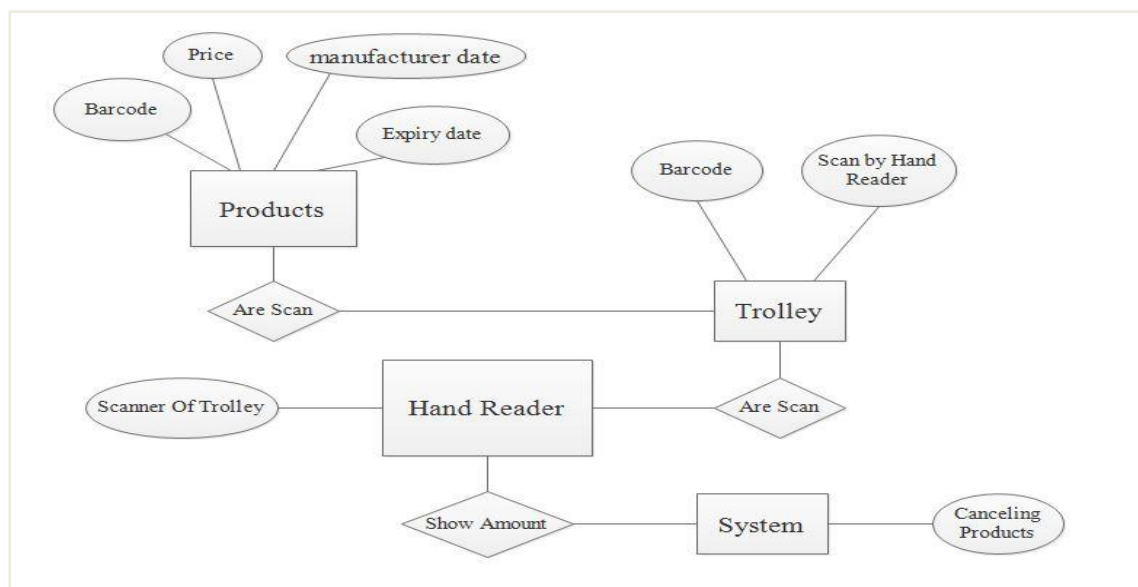 Price
manufacturer date
Barcode
Expiry date
Products
Barcode
Scan by Hand
Reader
Are Scan
Trolley
Scanner Of Trolley
Hand Reader
Are Scan
Show Amount
System
Canceling
Products